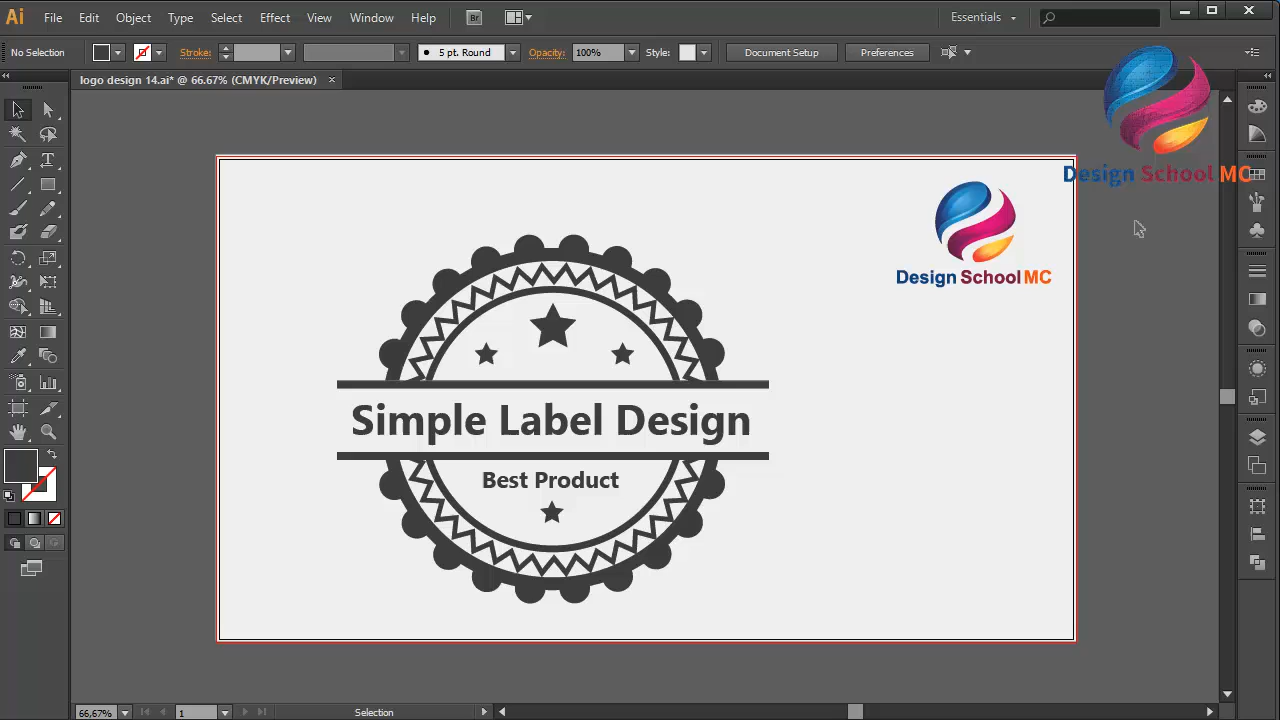 Ai File Edit Object Type Select Effect View Window Help Br Essentials
No Selection Stroke: 5 pt. Round Opacity: 100% Style: Document Setup Preferences
logo design 14.ai* @ 66.67% (CMYK/Preview) ×
Design School MC
Design School MC
Simple Label Design
Best Product
66,67% 1 Selection